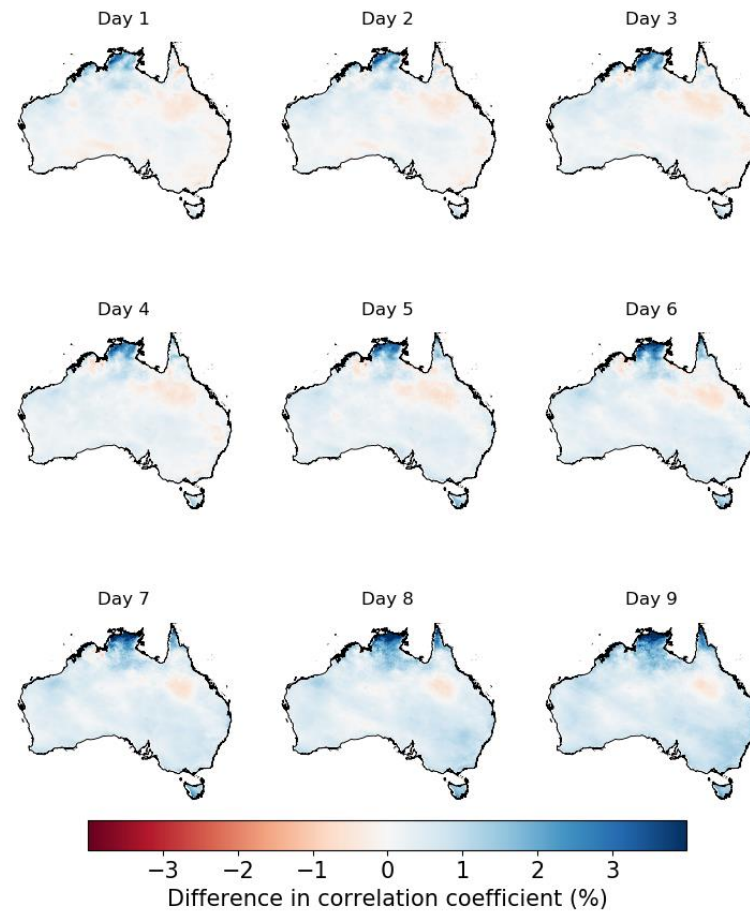 Day 1 Day 2 Day 3
Day 4 Day 5 Day 6
Day 7 Day 8 Day 9
−3 −2 −1 0 1 2 3
Difference in correlation coefficient (%)